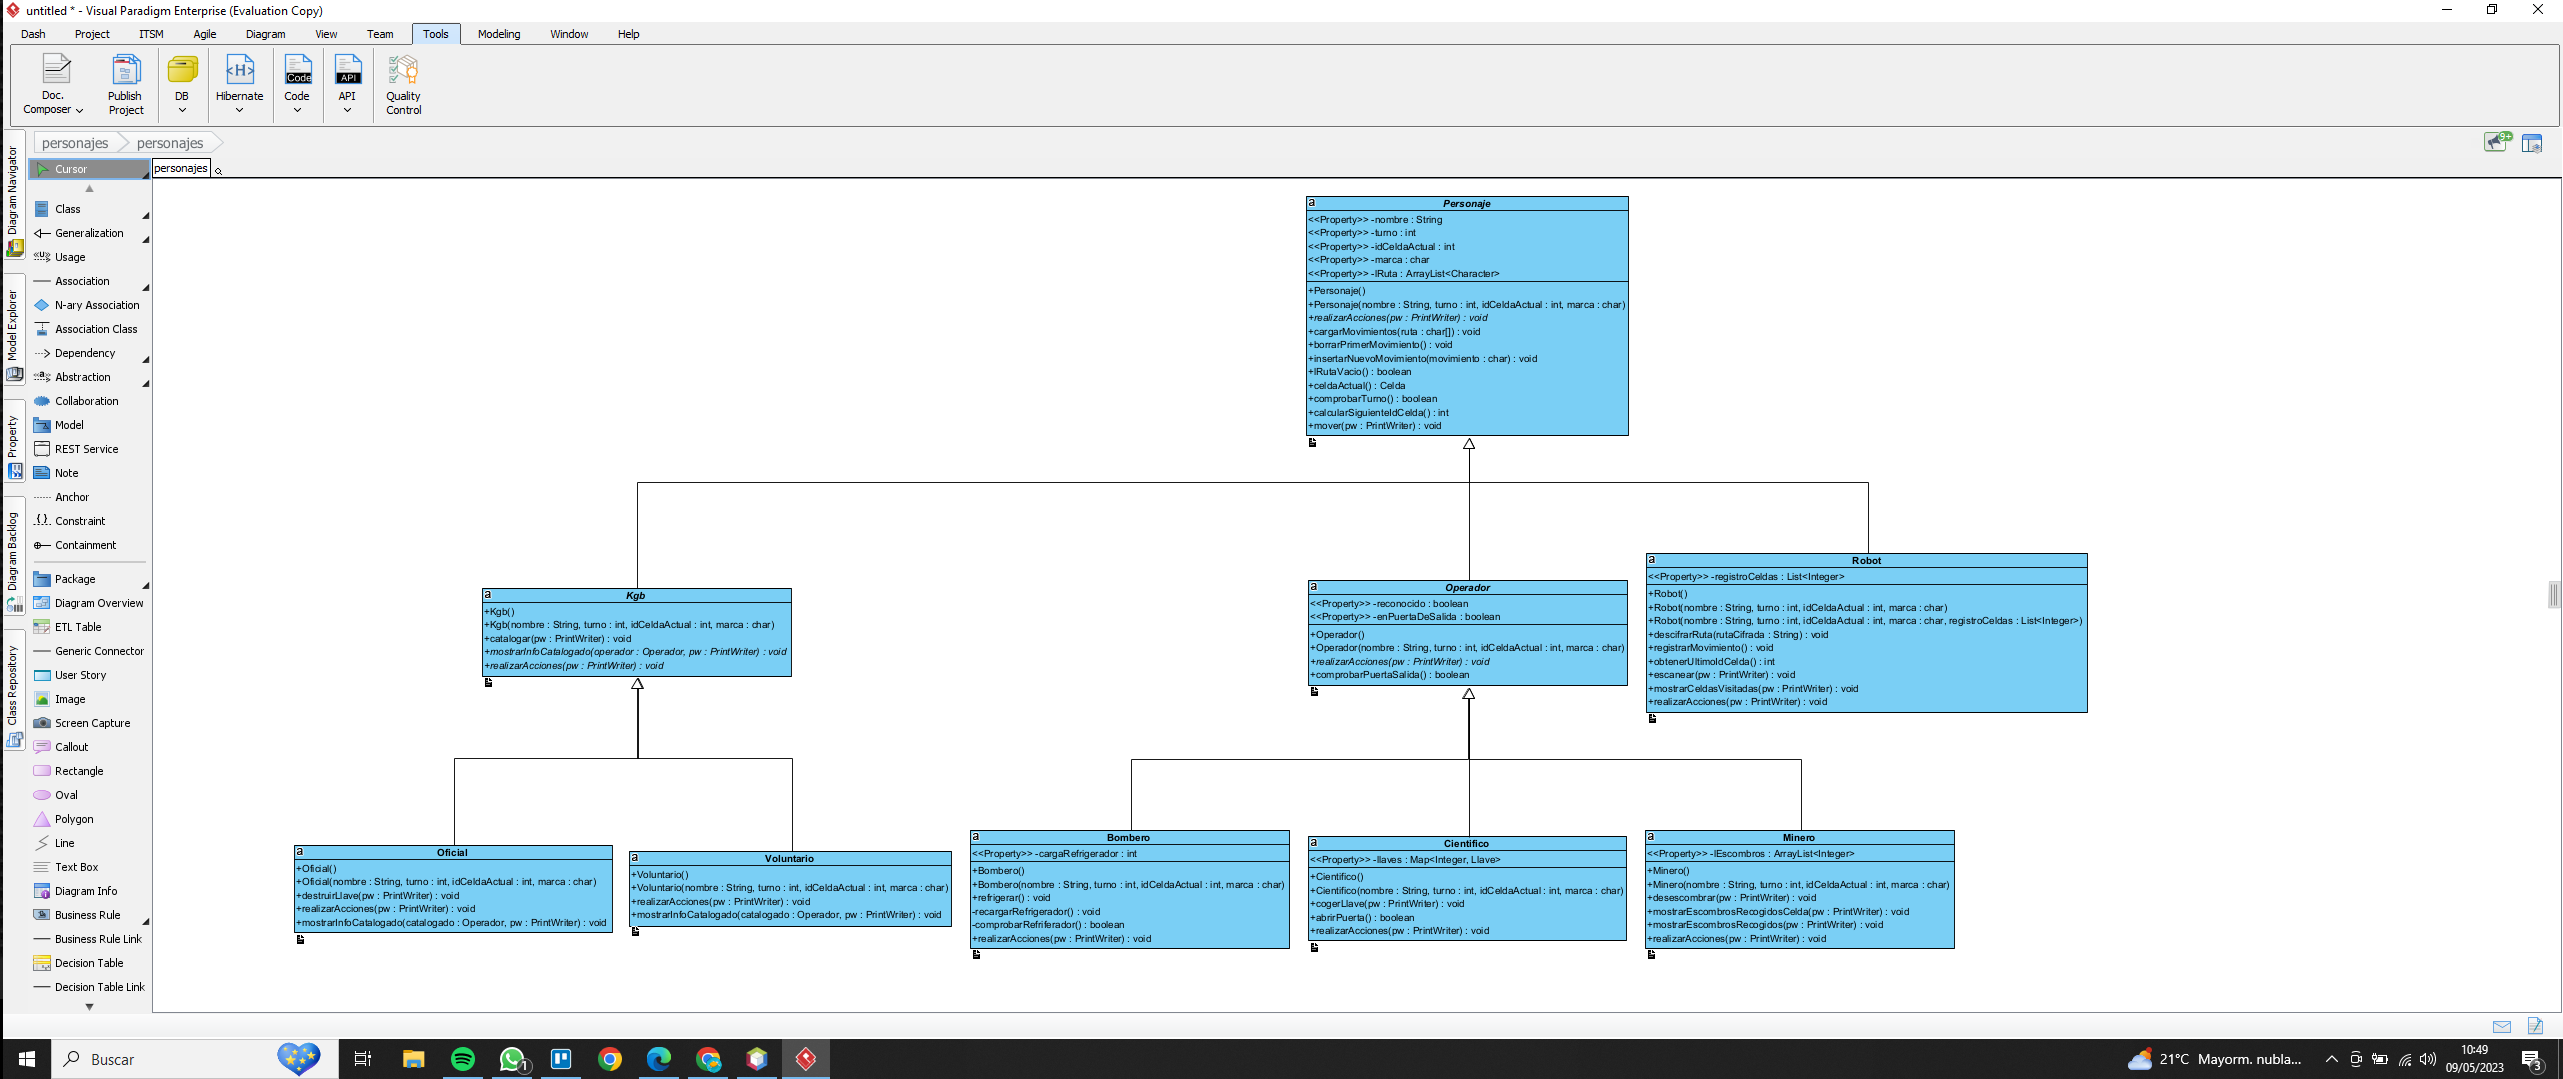 untitled * - Visual Paradigm Enterprise (Evaluation Copy)
Dash Project ITSM Agile Diagram View Team Tools Modeling Window Help
Doc. Composer
Publish Project
DB
Hibernate
Code
API
Quality Control
personajes personajes
9+
Diagram Navigator
Model Explorer
Property
Diagram Backlog
Class Repository
Cursor
Class
Generalization
Usage
Association
N-ary Association
Association Class
Dependency
Abstraction
Collaboration
Model
REST Service
Note
Anchor
Constraint
Containment
Package
Diagram Overview
ETL Table
Generic Connector
User Story
Image
Screen Capture
Callout
Rectangle
Oval
Polygon
Line
Text Box
Diagram Info
Business Rule
Business Rule Link
Decision Table
Decision Table Link
personajes
a
Personaje
<<Property>> -nombre : String
<<Property>> -turno : int
<<Property>> -idCeldaActual : int
<<Property>> -marca : char
<<Property>> -lRuta : ArrayList<Character>
+Personaje()
+Personaje(nombre : String, turno : int, idCeldaActual : int, marca : char)
+realizarAcciones(pw : PrintWriter) : void
+cargarMovimientos(ruta : char[]) : void
+borrarPrimerMovimiento() : void
+insertarNuevoMovimiento(movimiento : char) : void
+lRutaVacio() : boolean
+celdaActual() : Celda
+comprobarTurno() : boolean
+calcularSiguienteIdCelda() : int
+mover(pw : PrintWriter) : void
a
Kgb
+Kgb()
+Kgb(nombre : String, turno : int, idCeldaActual : int, marca : char)
+catalogar(pw : PrintWriter) : void
+mostrarInfoCatalogado(operador : Operador, pw : PrintWriter) : void
+realizarAcciones(pw : PrintWriter) : void
a
Operador
<<Property>> -reconocido : boolean
<<Property>> -enPuertaDeSalida : boolean
+Operador()
+Operador(nombre : String, turno : int, idCeldaActual : int, marca : char)
+realizarAcciones(pw : PrintWriter) : void
+comprobarPuertaSalida() : boolean
a
Robot
<<Property>> -registroCeldas : List<Integer>
+Robot()
+Robot(nombre : String, turno : int, idCeldaActual : int, marca : char)
+Robot(nombre : String, turno : int, idCeldaActual : int, marca : char, registroCeldas : List<Integer>)
+descifrarRuta(rutaCifrada : String) : void
+registrarMovimiento() : void
+obtenerUltimoIdCelda() : int
+escanear(pw : PrintWriter) : void
+mostrarCeldasVisitadas(pw : PrintWriter) : void
+realizarAcciones(pw : PrintWriter) : void
a
Oficial
+Oficial()
+Oficial(nombre : String, turno : int, idCeldaActual : int, marca : char)
+destruirLlave(pw : PrintWriter) : void
+realizarAcciones(pw : PrintWriter) : void
+mostrarInfoCatalogado(catalogado : Operador, pw : PrintWriter) : void
a
Voluntario
+Voluntario()
+Voluntario(nombre : String, turno : int, idCeldaActual : int, marca : char)
+realizarAcciones(pw : PrintWriter) : void
+mostrarInfoCatalogado(catalogado : Operador, pw : PrintWriter) : void
a
Bombero
<<Property>> -cargaRefrigerador : int
+Bombero()
+Bombero(nombre : String, turno : int, idCeldaActual : int, marca : char)
+refrigerar() : void
-recargarRefrigerador() : void
-comprobarRefriferador() : boolean
+realizarAcciones(pw : PrintWriter) : void
a
Cientifico
<<Property>> -llaves : Map<Integer, Llave>
+Cientifico()
+Cientifico(nombre : String, turno : int, idCeldaActual : int, marca : char)
+cogerLlave(pw : PrintWriter) : void
+abrirPuerta() : boolean
+realizarAcciones(pw : PrintWriter) : void
a
Minero
<<Property>> -lEscombros : ArrayList<Integer>
+Minero()
+Minero(nombre : String, turno : int, idCeldaActual : int, marca : char)
+desescombrar(pw : PrintWriter) : void
+mostrarEscombrosRecogidosCelda(pw : PrintWriter) : void
+mostrarEscombrosRecogidos(pw : PrintWriter) : void
+realizarAcciones(pw : PrintWriter) : void
Buscar
1
21°C Mayorm. nubla...
10:49
09/05/2023
3